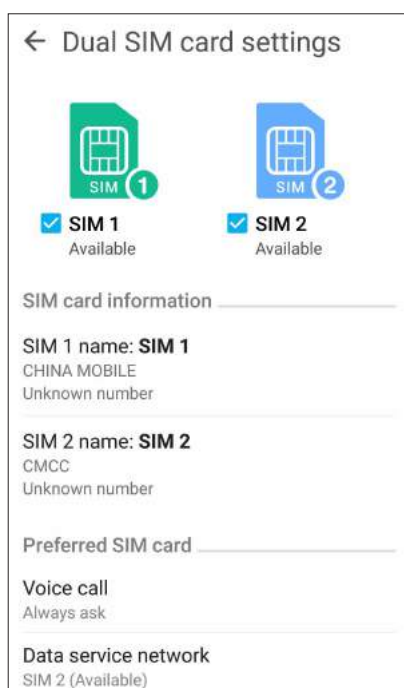 ← Dual SIM card settings
SIM 1
SIM 2
SIM 1
SIM 2
Available
Available
SIM card information
SIM 1 name: SIM 1
CHINA MOBILE
Unknown number
SIM 2 name: SIM 2
CMCC
Unknown number
Preferred SIM card
Voice call
Always ask
Data service network
SIM 2 (Available)